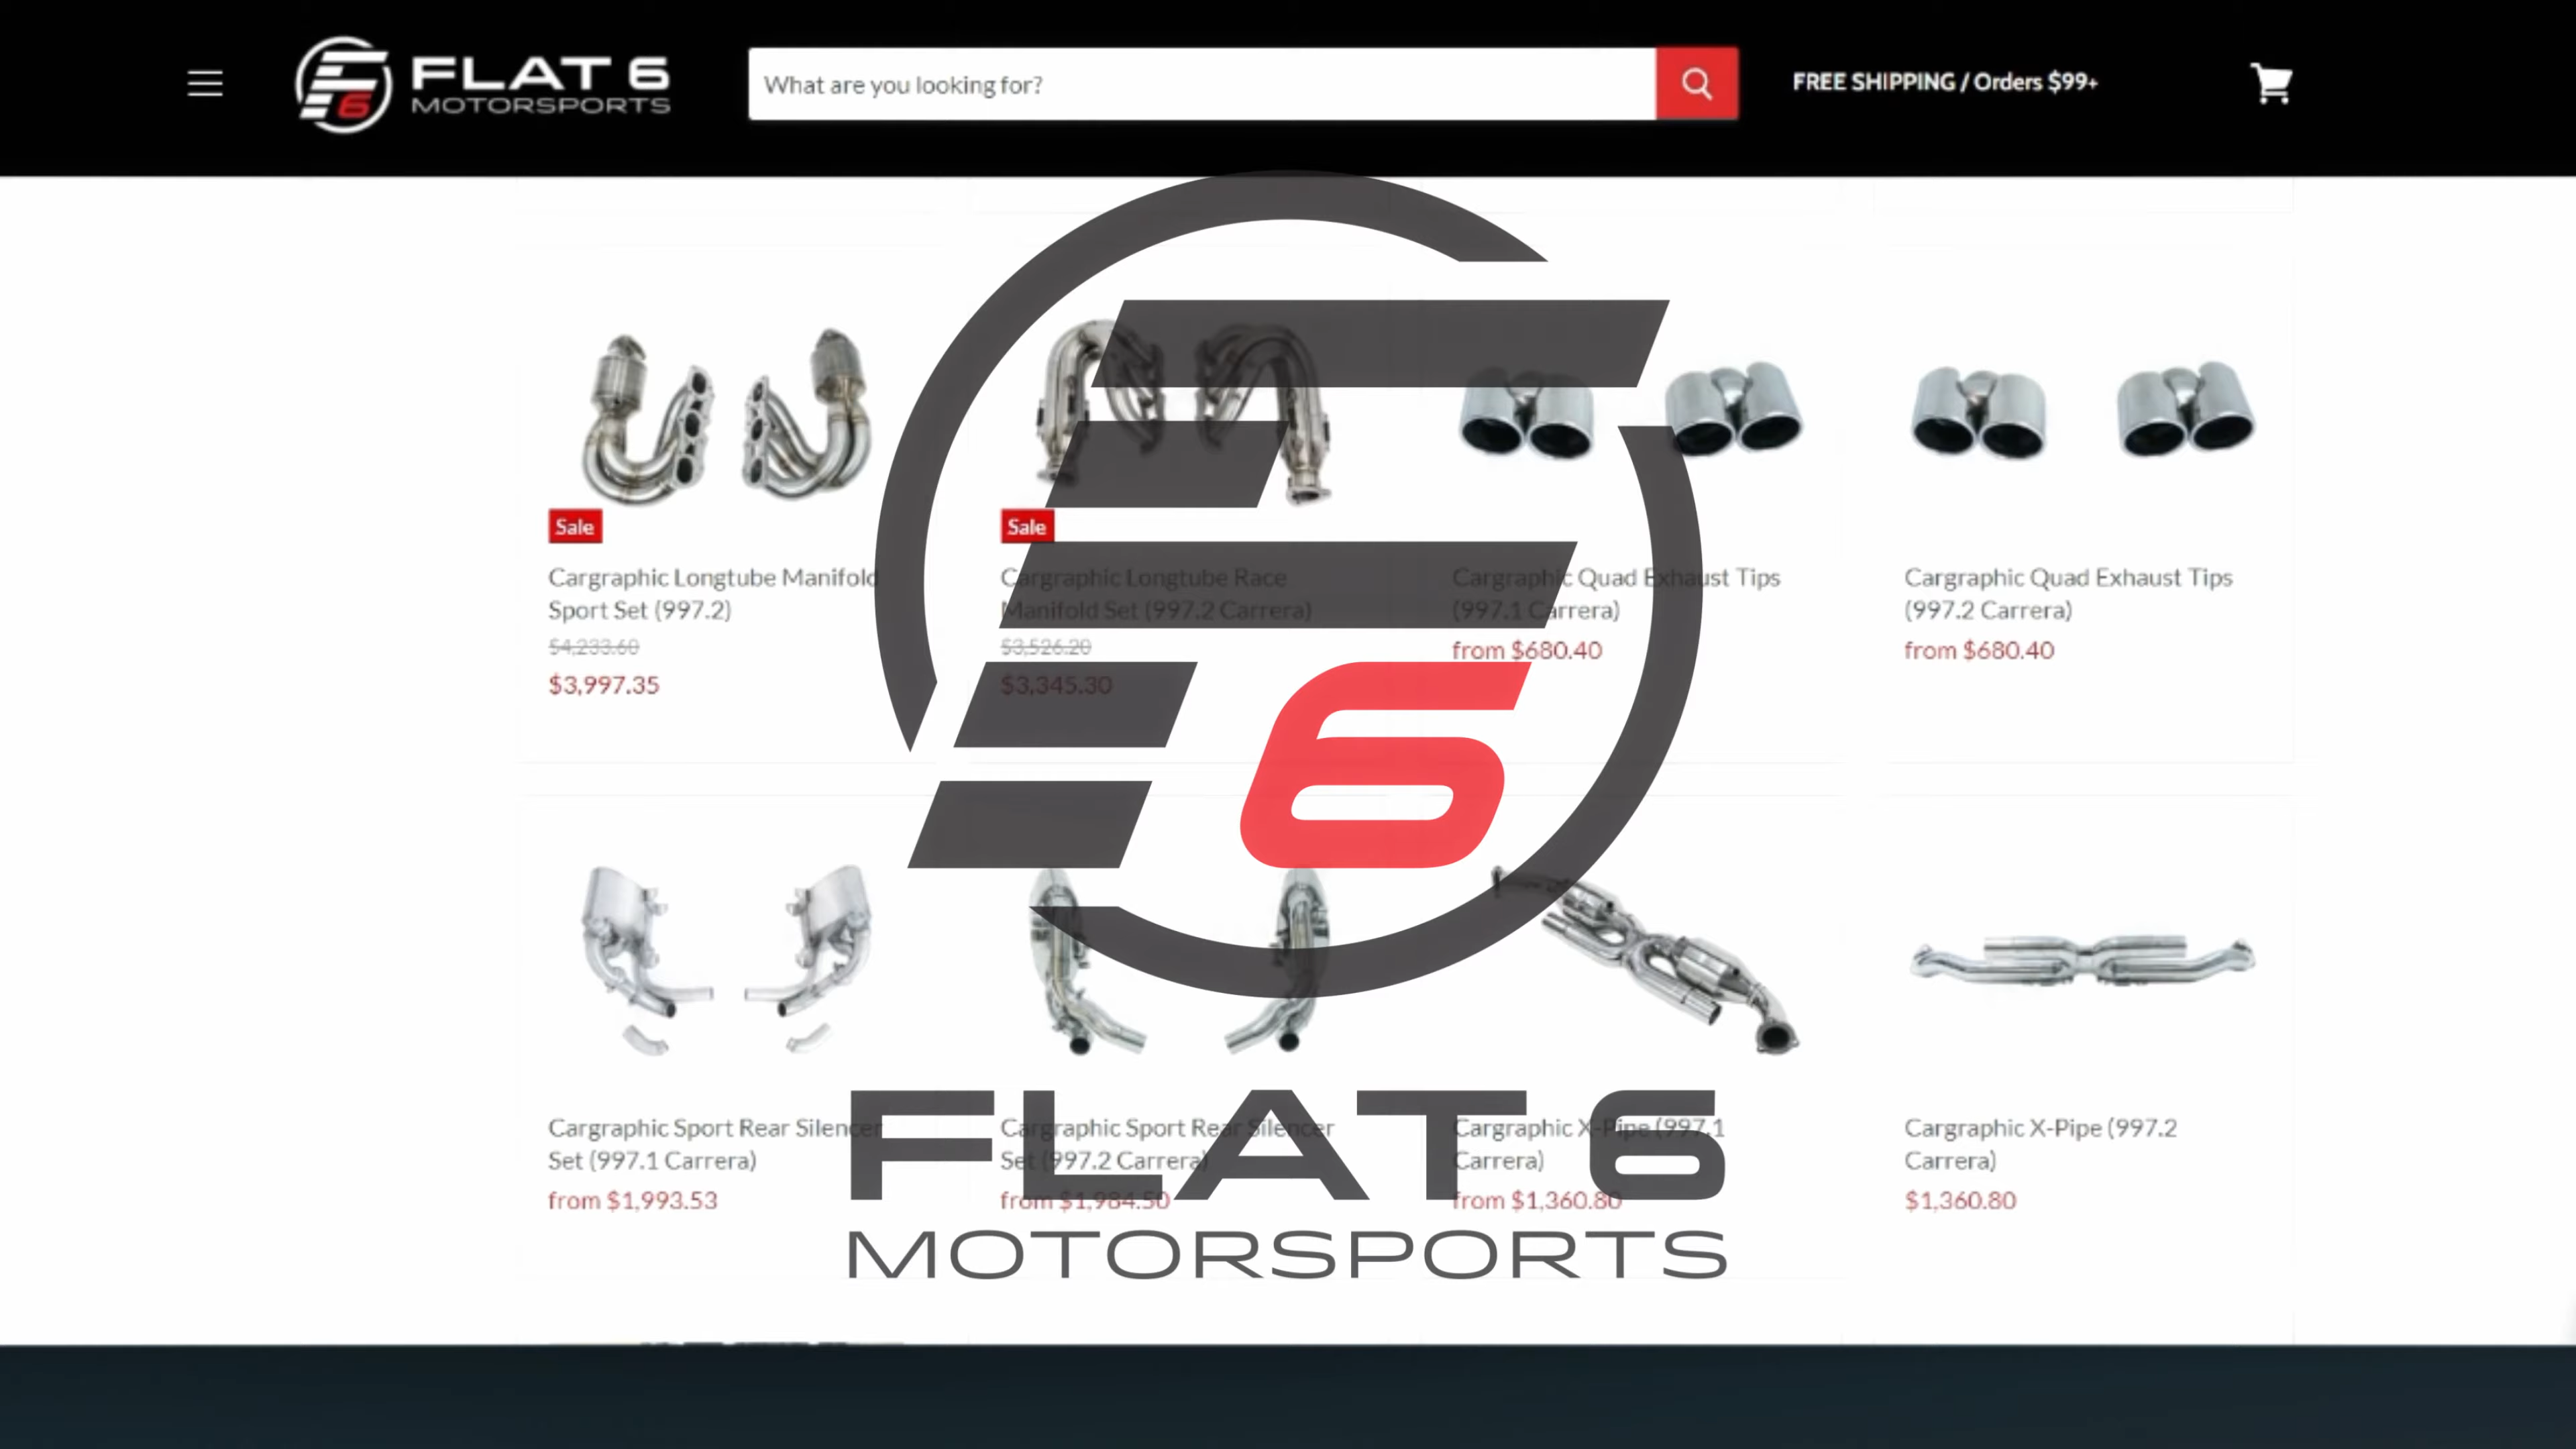 FLAT 6
MOTORSPORTS
What are you looking for?
FREE SHIPPING / Orders $99+
Sale
Cargraphic Longtube Manifold
Sport Set (997.2)
$4,233.60
$3,997.35
Sale
Cargraphic Longtube Race
Manifold Set (997.2 Carrera)
$3,526.20
$3,345.30
Cargraphic Quad Exhaust Tips
(997.1 Carrera)
from $680.40
Cargraphic Quad Exhaust Tips
(997.2 Carrera)
from $680.40
6
Cargraphic Sport Rear Silencer
Set (997.1 Carrera)
from $1,993.53
Cargraphic Sport Rear Silencer
Set (997.2 Carrera)
from $1,984.50
Cargraphic X-Pipe (997.1
Carrera)
from $1,360.80
Cargraphic X-Pipe (997.2
Carrera)
$1,360.80
FLAT 6
MOTORSPORTS